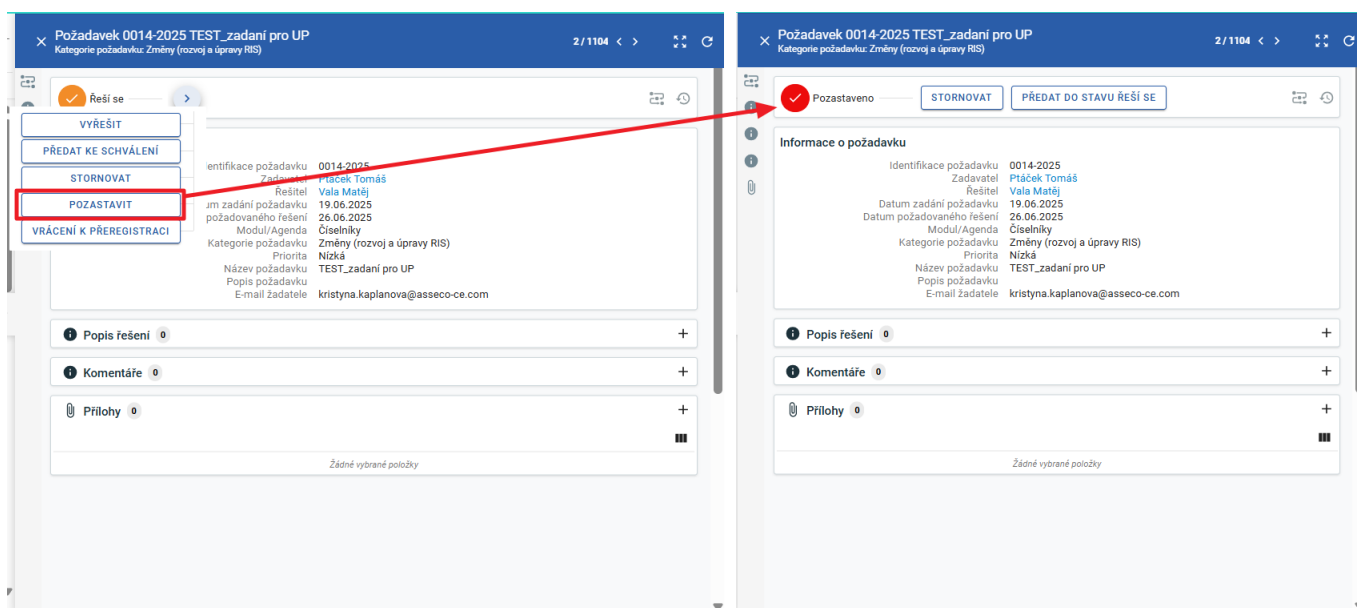 Požadavek 0014-2025 TEST_zadaní pro UP
Kategorie požadavku: Změny (rozvoj a úpravy RIS)
2 / 1104
Řeší se
VYŘEŠIT
PŘEDAT KE SCHVÁLENÍ
STORNOVAT
POZASTAVIT
VRÁCENÍ K PŘEREGISTRACI
lentifikace požadavku 0014-2025
Zadavatel Ptáček Tomáš
Řešitel Vala Matěj
um zadání požadavku 19.06.2025
požadovaného řešení 26.06.2025
Modul/Agenda Číselníky
Kategorie požadavku Změny (rozvoj a úpravy RIS)
Priorita Nízká
Název požadavku TEST_zadaní pro UP
Popis požadavku
E-mail žadatele kristyna.kaplanova@asseco-ce.com
Popis řešení 0
Komentáře 0
Přílohy 0
Žádné vybrané položky
Požadavek 0014-2025 TEST_zadaní pro UP
Kategorie požadavku: Změny (rozvoj a úpravy RIS)
2 / 1104
Pozastaveno
STORNOVAT
PŘEDAT DO STAVU ŘEŠÍ SE
Informace o požadavku
Identifikace požadavku 0014-2025
Zadavatel Ptáček Tomáš
Řešitel Vala Matěj
Datum zadání požadavku 19.06.2025
Datum požadovaného řešení 26.06.2025
Modul/Agenda Číselníky
Kategorie požadavku Změny (rozvoj a úpravy RIS)
Priorita Nízká
Název požadavku TEST_zadaní pro UP
Popis požadavku
E-mail žadatele kristyna.kaplanova@asseco-ce.com
Popis řešení 0
Komentáře 0
Přílohy 0
Žádné vybrané položky